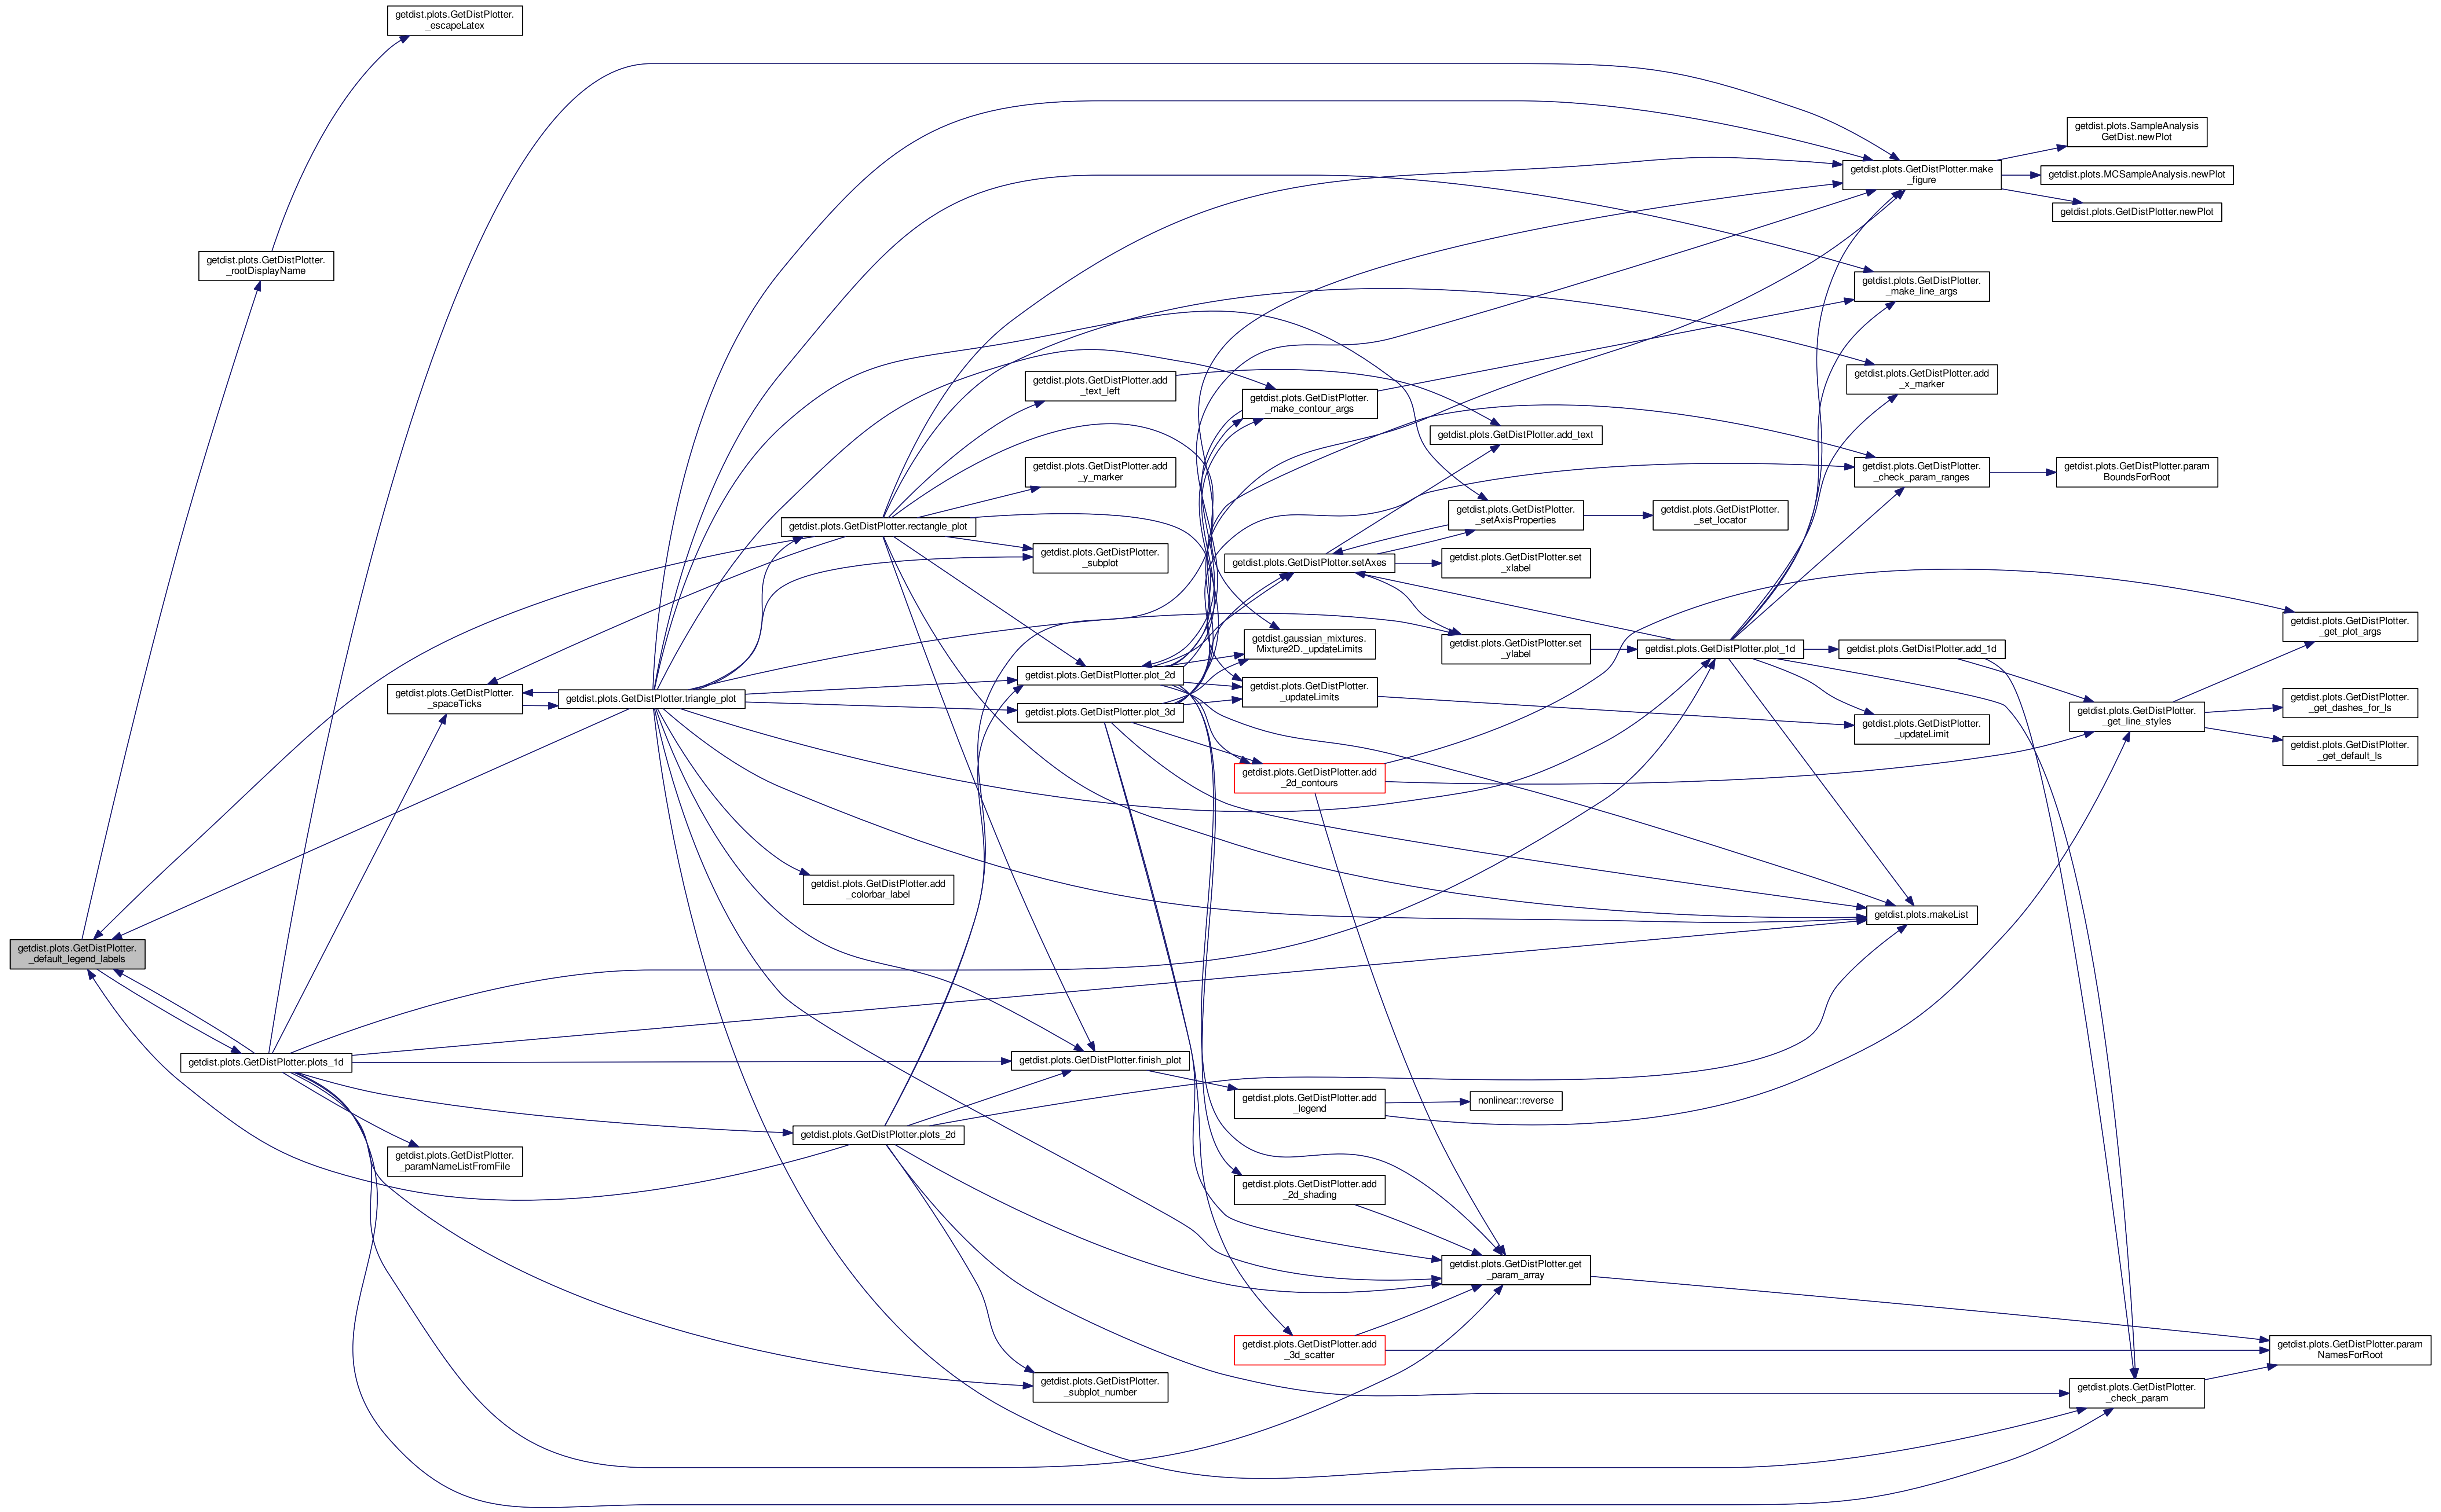 getdist.plots.GetDistPlotter.
_escapeLatex
getdist.plots.GetDistPlotter.
_rootDisplayName
getdist.plots.GetDistPlotter.
_default_legend_labels
getdist.plots.GetDistPlotter.plots_1d
getdist.plots.GetDistPlotter.
_spaceTicks
getdist.plots.GetDistPlotter.
_paramNameListFromFile
getdist.plots.GetDistPlotter.triangle_plot
getdist.plots.GetDistPlotter.rectangle_plot
getdist.plots.GetDistPlotter.add
_colorbar_label
getdist.plots.GetDistPlotter.plots_2d
getdist.plots.GetDistPlotter.add
_text_left
getdist.plots.GetDistPlotter.add
_y_marker
getdist.plots.GetDistPlotter.
_subplot
getdist.plots.GetDistPlotter.plot_2d
getdist.plots.GetDistPlotter.plot_3d
getdist.plots.GetDistPlotter.finish_plot
getdist.plots.GetDistPlotter.
_subplot_number
getdist.plots.GetDistPlotter.
_make_contour_args
getdist.plots.GetDistPlotter.setAxes
getdist.gaussian_mixtures.
Mixture2D._updateLimits
getdist.plots.GetDistPlotter.
_updateLimits
getdist.plots.GetDistPlotter.add
_2d_contours
getdist.plots.GetDistPlotter.add
_legend
getdist.plots.GetDistPlotter.add
_2d_shading
getdist.plots.GetDistPlotter.add
_3d_scatter
getdist.plots.GetDistPlotter.add_text
getdist.plots.GetDistPlotter.
_setAxisProperties
getdist.plots.GetDistPlotter.set
_xlabel
getdist.plots.GetDistPlotter.set
_ylabel
nonlinear::reverse
getdist.plots.GetDistPlotter.get
_param_array
getdist.plots.GetDistPlotter.
_set_locator
getdist.plots.GetDistPlotter.plot_1d
getdist.plots.GetDistPlotter.make
_figure
getdist.plots.GetDistPlotter.
_make_line_args
getdist.plots.GetDistPlotter.add
_x_marker
getdist.plots.GetDistPlotter.
_check_param_ranges
getdist.plots.GetDistPlotter.add_1d
getdist.plots.GetDistPlotter.
_updateLimit
getdist.plots.makeList
getdist.plots.SampleAnalysis
GetDist.newPlot
getdist.plots.MCSampleAnalysis.newPlot
getdist.plots.GetDistPlotter.newPlot
getdist.plots.GetDistPlotter.param
BoundsForRoot
getdist.plots.GetDistPlotter.
_get_line_styles
getdist.plots.GetDistPlotter.
_check_param
getdist.plots.GetDistPlotter.
_get_plot_args
getdist.plots.GetDistPlotter.
_get_dashes_for_ls
getdist.plots.GetDistPlotter.
_get_default_ls
getdist.plots.GetDistPlotter.param
NamesForRoot